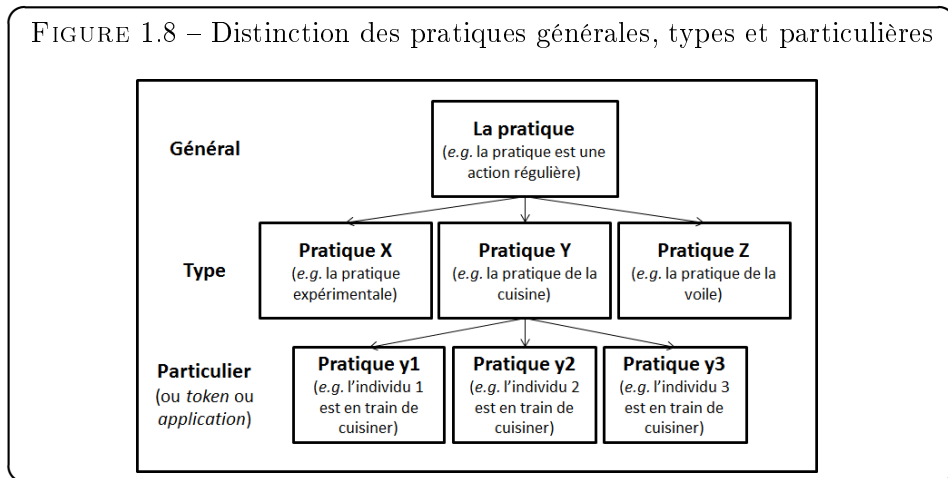 FIGURE 1.8 – Distinction des pratiques générales, types et particulières
La pratique
(e.g. la pratique est une
action régulière)
Général
Pratique X
(e.g. la pratique
expérimentale)
Pratique Y
(e.g. la pratique de la
cuisine)
Pratique Z
(e.g. la pratique de la
voile)
Type
Particulier
(ou token ou
application)
Pratique y1
(e.g. l'individu 1
est en train de
cuisiner)
Pratique y2
(e.g. l'individu 2
est en train de
cuisiner)
Pratique y3
(e.g. l'individu 3
est en train de
cuisiner)